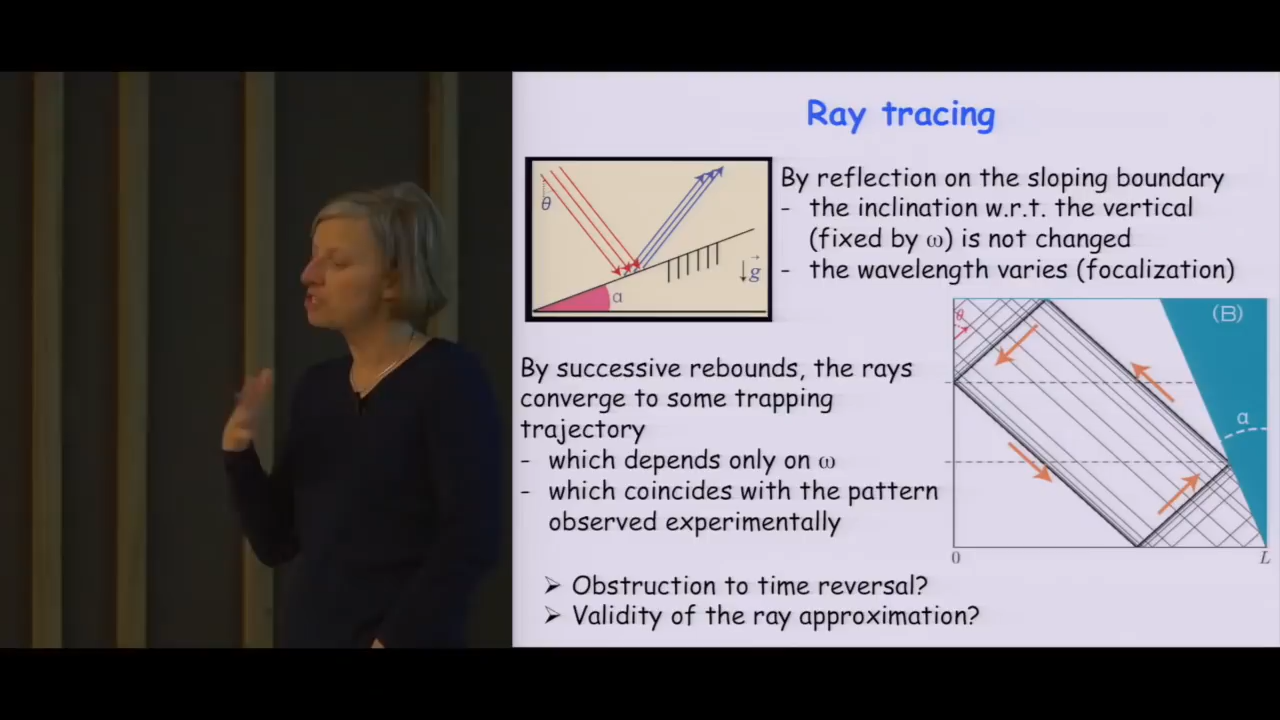 Ray tracing
θ
α
g
By reflection on the sloping boundary
- the inclination w.r.t. the vertical
(fixed by ω) is not changed
- the wavelength varies (focalization)
(B)
θ
α
0
L
By successive rebounds, the rays
converge to some trapping
trajectory
- which depends only on ω
- which coincides with the pattern
observed experimentally
➢ Obstruction to time reversal?
➢ Validity of the ray approximation?